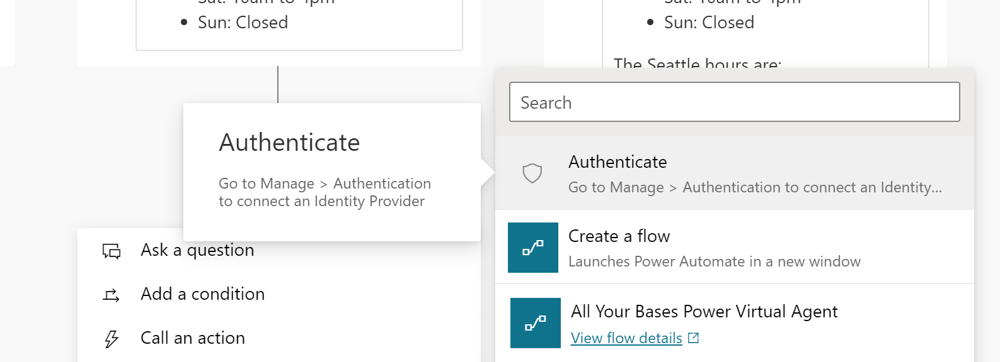 Sun: Closed
Sun: Closed
The Seattle hours are:
Search
Authenticate
Go to Manage > Authentication
to connect an Identity Provider
Authenticate
Go to Manage > Authentication to connect an Identity...
Create a flow
Launches Power Automate in a new window
All Your Bases Power Virtual Agent
View flow details
Ask a question
Add a condition
Call an action